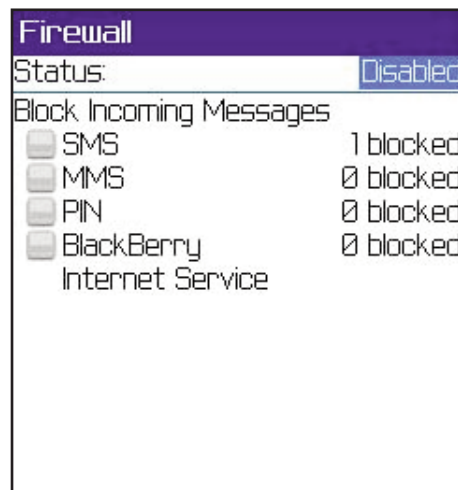 Firewall
Status: Disabled
Block Incoming Messages
SMS 1 blocked
MMS 0 blocked
PIN 0 blocked
BlackBerry 0 blocked
Internet Service